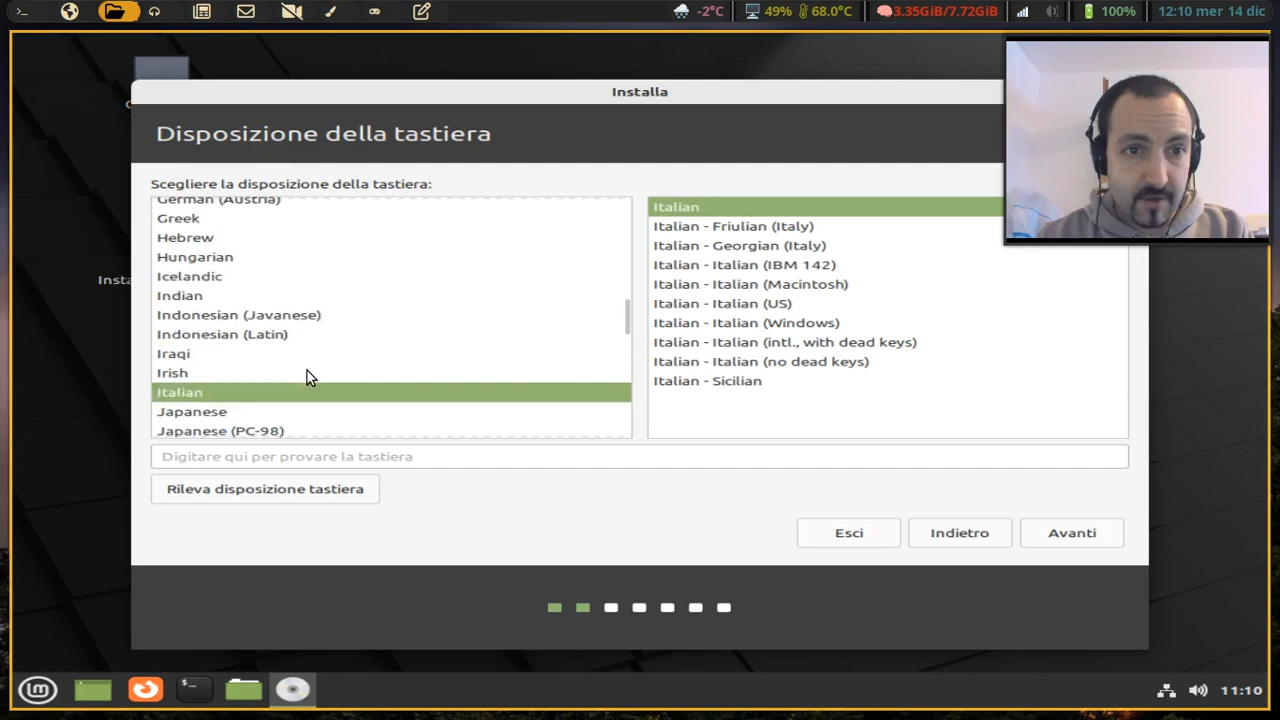 >_
-2°C
49% 68.0°C
3.35GiB/7.72GiB
100%
12:10 mer 14 dic
Installa
Disposizione della tastiera
Scegliere la disposizione della tastiera:
German (Austria)
Greek
Hebrew
Hungarian
Icelandic
Indian
Indonesian (Javanese)
Indonesian (Latin)
Iraqi
Irish
Italian
Japanese
Japanese (PC-98)
Italian
Italian - Friulian (Italy)
Italian - Georgian (Italy)
Italian - Italian (IBM 142)
Italian - Italian (Macintosh)
Italian - Italian (US)
Italian - Italian (Windows)
Italian - Italian (intl., with dead keys)
Italian - Italian (no dead keys)
Italian - Sicilian
Digitare qui per provare la tastiera
Rileva disposizione tastiera
Esci
Indietro
Avanti
11:10